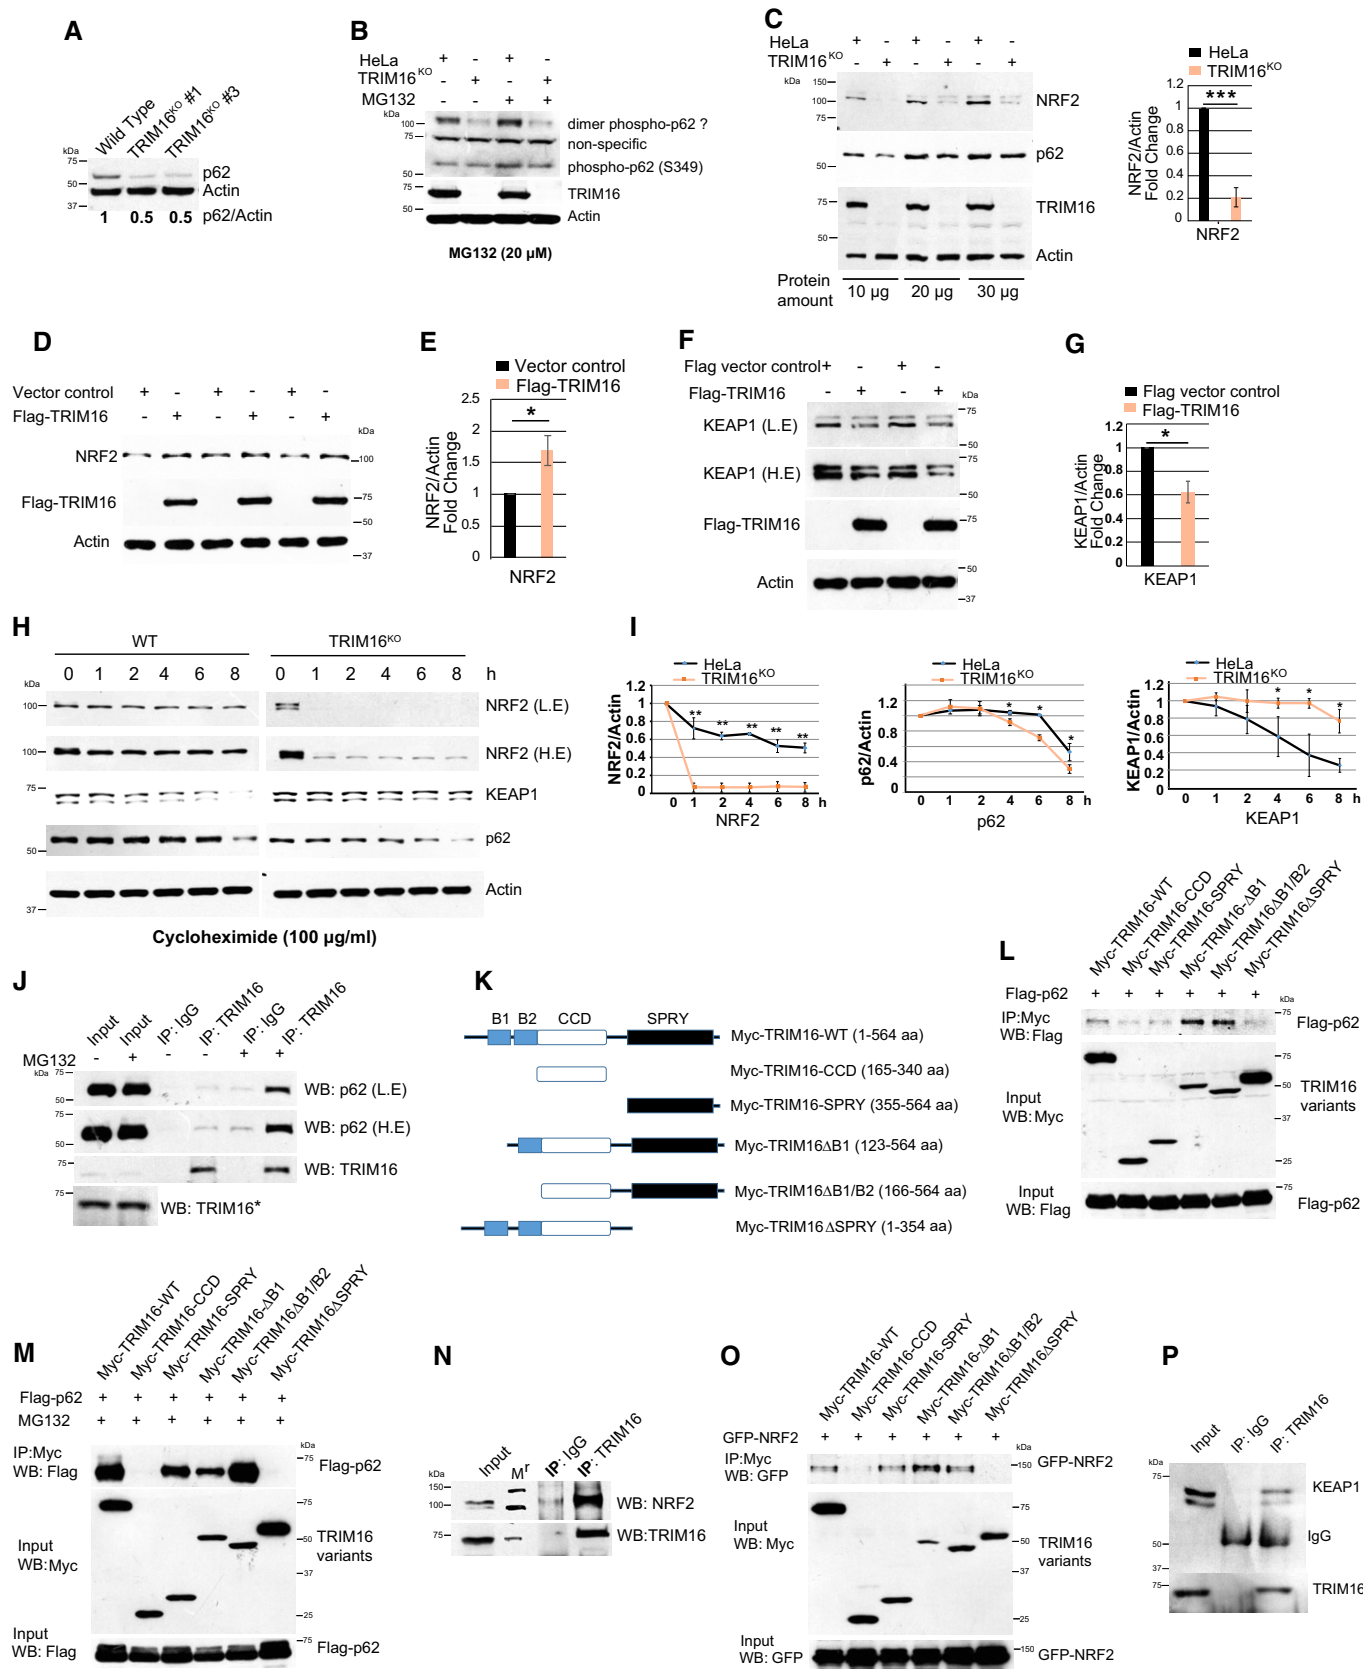 A
Wild Type
TRIM16KO #1
TRIM16KO #3
kDa
75
50
37
p62
Actin
1 0.5 0.5 p62/Actin
B
HeLa + - + -
TRIM16KO - + - +
MG132 - - + +
kDa
100
75
dimer phospho-p62 ?
non-specific
phospho-p62 (S349)
75
50
TRIM16
Actin
MG132 (20 µM)
C
HeLa + - + - + -
TRIM16KO - + - + - +
kDa
150
100
NRF2
50
p62
75
50
TRIM16
Actin
Protein amount
10 µg 20 µg 30 µg
HeLa
TRIM16KO
NRF2/Actin
Fold Change
1.2
1
0.8
0.6
0.4
0.2
0
***
NRF2
D
Vector control + - + - + -
Flag-TRIM16 - + - + - +
kDa
NRF2
100
Flag-TRIM16
75
50
Actin
37
E
Vector control
Flag-TRIM16
NRF2/Actin
Fold Change
2.5
2
1.5
1
0.5
0
*
NRF2
F
Flag vector control + - + -
Flag-TRIM16 - + - +
kDa
KEAP1 (L.E)
75
50
KEAP1 (H.E)
75
50
Flag-TRIM16
75
Actin
50
37
G
Flag vector control
Flag-TRIM16
KEAP1/Actin
Fold Change
1.2
1
0.8
0.6
0.4
0.2
0
*
KEAP1
H
WT TRIM16KO
0 1 2 4 6 8 0 1 2 4 6 8 h
kDa
100
NRF2 (L.E)
100
NRF2 (H.E)
75
KEAP1
50
p62
37
Actin
Cycloheximide (100 µg/ml)
I
HeLa
TRIM16KO
NRF2/Actin
1.2
1
0.8
0.6
0.4
0.2
0
** ** ** ** **
0 1 2 4 6 8 h
NRF2
HeLa
TRIM16KO
p62/Actin
1.2
1
0.8
0.6
0.4
0.2
0
* * *
0 1 2 4 6 8 h
p62
HeLa
TRIM16KO
KEAP1/Actin
1.2
1
0.8
0.6
0.4
0.2
0
* * *
0 1 2 4 6 8 h
KEAP1
J
Input
Input
IP: IgG
IP: TRIM16
IP: IgG
IP: TRIM16
MG132 - + - - + +
kDa
75
50
WB: p62 (L.E)
75
50
WB: p62 (H.E)
75
WB: TRIM16
75
WB: TRIM16*
K
B1 B2 CCD SPRY
Myc-TRIM16-WT (1-564 aa)
Myc-TRIM16-CCD (165-340 aa)
Myc-TRIM16-SPRY (355-564 aa)
Myc-TRIM16ΔB1 (123-564 aa)
Myc-TRIM16ΔB1/B2 (166-564 aa)
Myc-TRIM16ΔSPRY (1-354 aa)
L
Myc-TRIM16-WT
Myc-TRIM16-CCD
Myc-TRIM16-SPRY
Myc-TRIM16-ΔB1
Myc-TRIM16ΔB1/B2
Myc-TRIM16ΔSPRY
Flag-p62 + + + + + +
kDa
IP:Myc
WB: Flag
75
Flag-p62
Input
WB: Myc
75
50
37
25
TRIM16
variants
Input
WB: Flag
75
Flag-p62
M
Myc-TRIM16-WT
Myc-TRIM16-CCD
Myc-TRIM16-SPRY
Myc-TRIM16-ΔB1
Myc-TRIM16ΔB1/B2
Myc-TRIM16ΔSPRY
Flag-p62 + + + + + +
MG132 + + + + + +
kDa
IP:Myc
WB: Flag
75
Flag-p62
Input
WB:Myc
75
50
37
25
TRIM16
variants
Input
WB: Flag
75
Flag-p62
N
Input
Mr
IP: IgG
IP: TRIM16
kDa
150
100
WB: NRF2
75
WB:TRIM16
O
Myc-TRIM16-WT
Myc-TRIM16-CCD
Myc-TRIM16-SPRY
Myc-TRIM16-ΔB1
Myc-TRIM16ΔB1/B2
Myc-TRIM16ΔSPRY
GFP-NRF2 + + + + + +
kDa
IP:Myc
WB: GFP
150
GFP-NRF2
Input
WB: Myc
75
50
37
25
TRIM16
variants
Input
WB: GFP
150
GFP-NRF2
P
Input
IP: IgG
IP: TRIM16
kDa
75
KEAP1
50
IgG
37
75
TRIM16